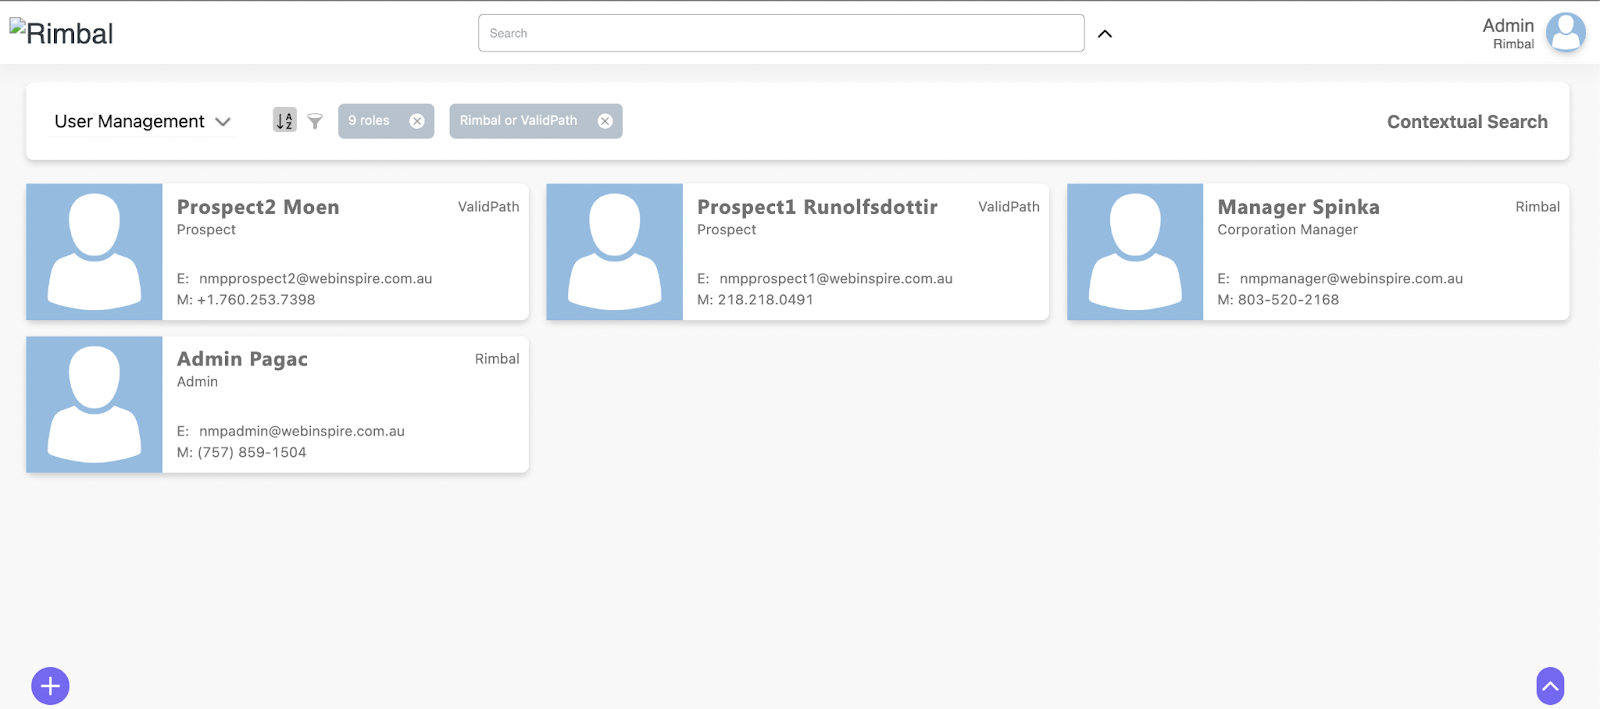 Rimbal
Search
Admin
Rimbal
User Management
A
Z
9 roles
Rimbal or ValidPath
Contextual Search
Prospect2 Moen
ValidPath
Prospect
E: nmpprospect2@webinspire.com.au
M: +1.760.253.7398
Prospect1 Runolfsdottir
ValidPath
Prospect
E: nmpprospect1@webinspire.com.au
M: 218.218.0491
Manager Spinka
Rimbal
Corporation Manager
E: nmpmanager@webinspire.com.au
M: 803-520-2168
Admin Pagac
Rimbal
Admin
E: nmpadmin@webinspire.com.au
M: (757) 859-1504